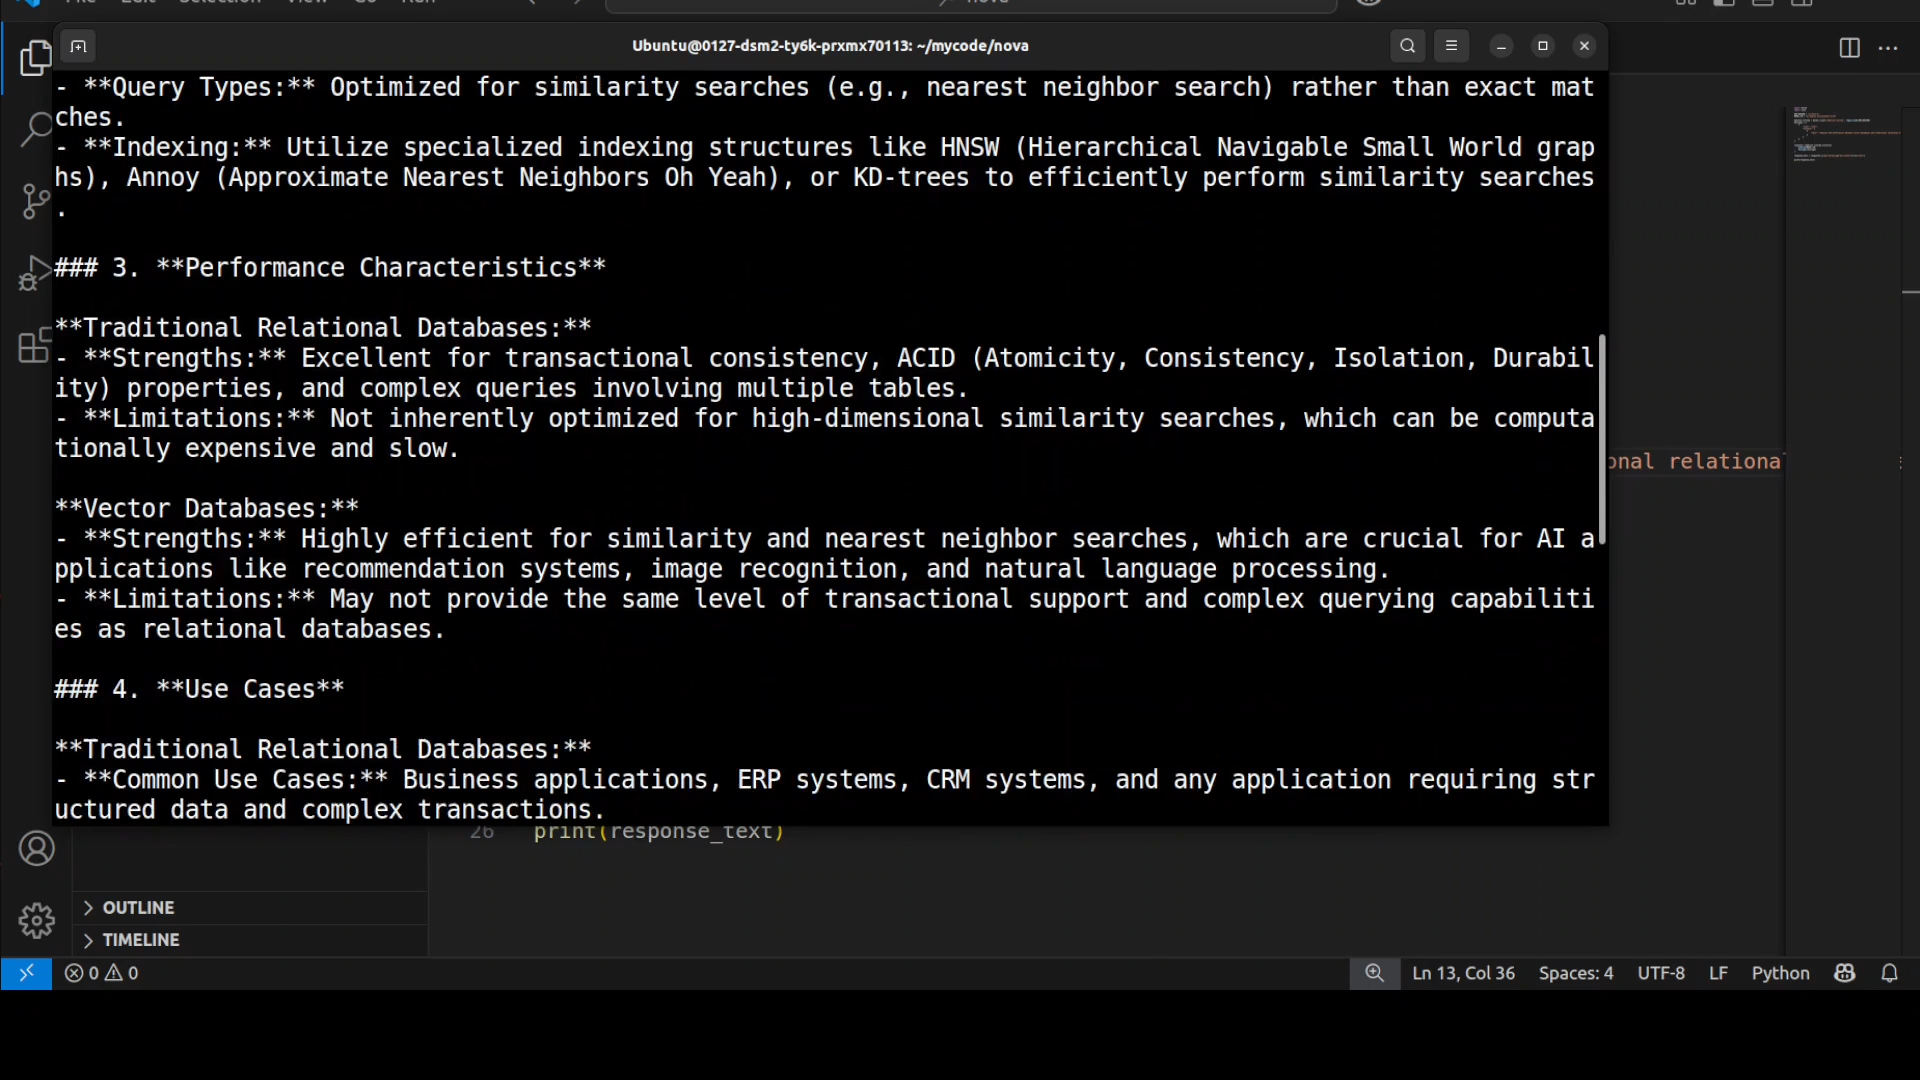 Ubuntu@0127-dsm2-ty6k-prxmx70113: ~/mycode/nova
- **Query Types:** Optimized for similarity searches (e.g., nearest neighbor search) rather than exact mat
ches.
- **Indexing:** Utilize specialized indexing structures like HNSW (Hierarchical Navigable Small World grap
hs), Annoy (Approximate Nearest Neighbors Oh Yeah), or KD-trees to efficiently perform similarity searches
.
### 3. **Performance Characteristics**
**Traditional Relational Databases:**
- **Strengths:** Excellent for transactional consistency, ACID (Atomicity, Consistency, Isolation, Durabil
ity) properties, and complex queries involving multiple tables.
- **Limitations:** Not inherently optimized for high-dimensional similarity searches, which can be computa
tionally expensive and slow.
onal relational
**Vector Databases:**
- **Strengths:** Highly efficient for similarity and nearest neighbor searches, which are crucial for AI a
pplications like recommendation systems, image recognition, and natural language processing.
- **Limitations:** May not provide the same level of transactional support and complex querying capabiliti
es as relational databases.
### 4. **Use Cases**
**Traditional Relational Databases:**
- **Common Use Cases:** Business applications, ERP systems, CRM systems, and any application requiring str
uctured data and complex transactions.
26 print(response_text)
OUTLINE
TIMELINE
0 0 Ln 13, Col 36 Spaces: 4 UTF-8 LF Python